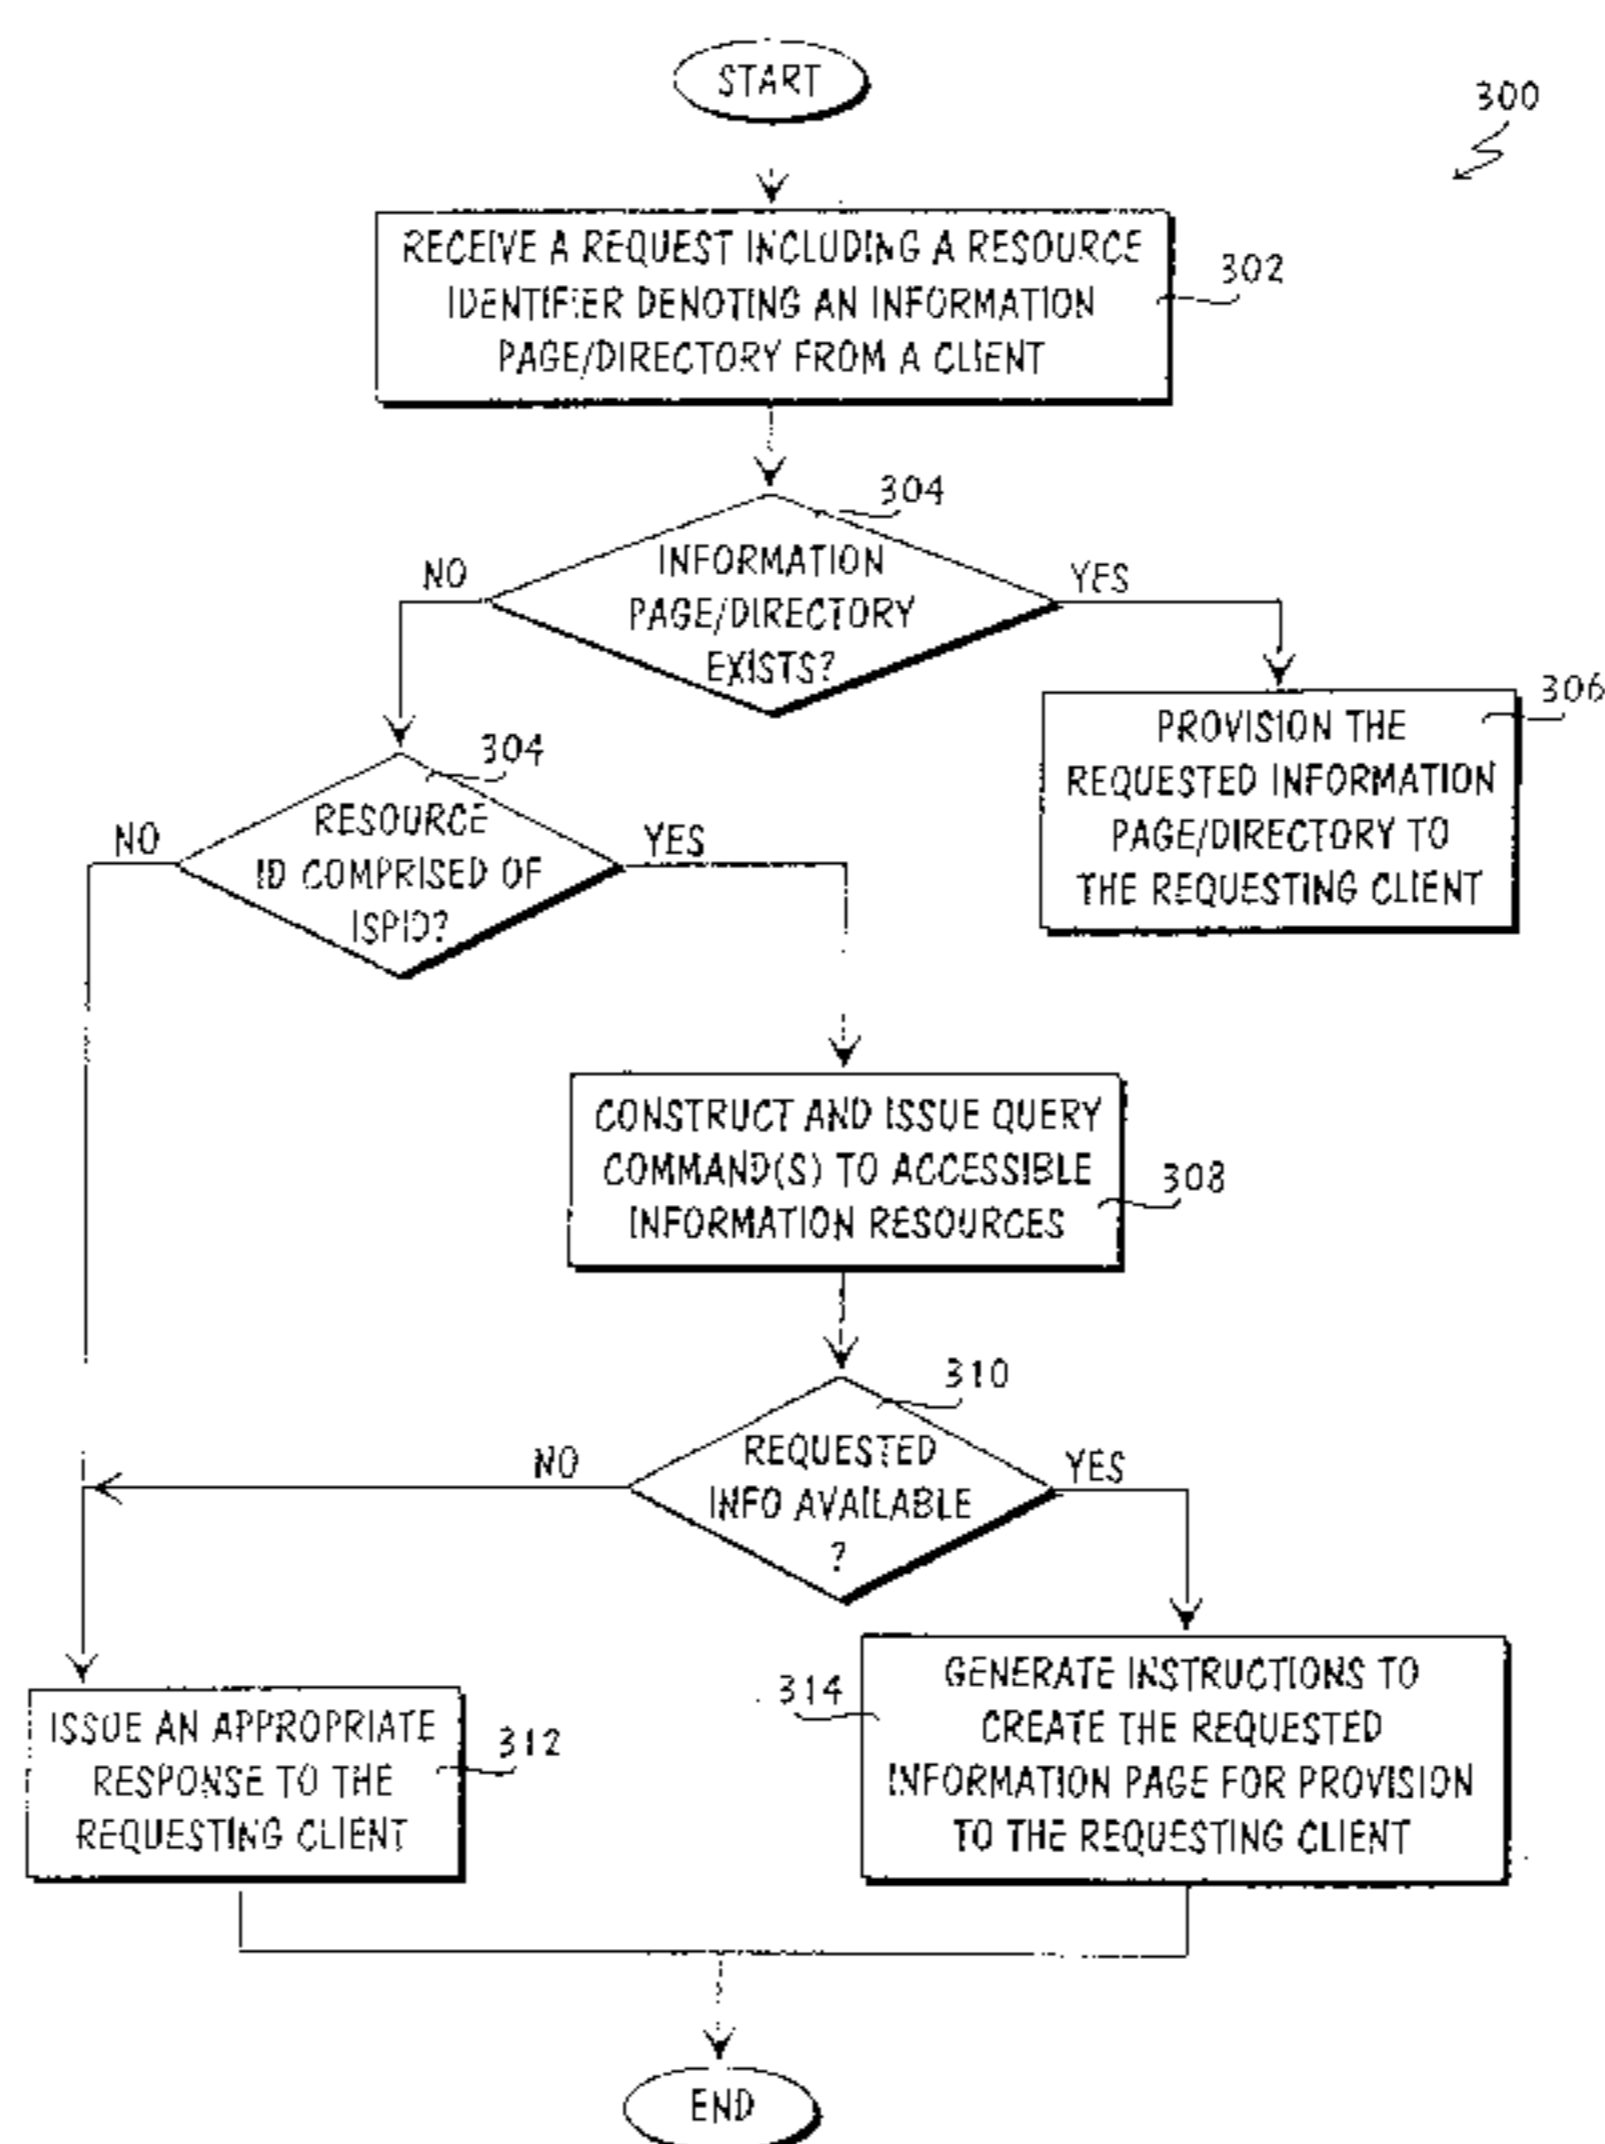 START
300
RECEIVE A REQUEST INCLUDING A RESOURCE
IDENTIFIER DENOTING AN INFORMATION
PAGE/DIRECTORY FROM A CLIENT
302
304
INFORMATION
PAGE/DIRECTORY
EXISTS?
NO
YES
306
PROVISION THE
REQUESTED INFORMATION
PAGE/DIRECTORY TO
THE REQUESTING CLIENT
304
RESOURCE
ID COMPRISED OF
ISPID?
NO
YES
CONSTRUCT AND ISSUE QUERY
COMMAND(S) TO ACCESSIBLE
INFORMATION RESOURCES
308
310
REQUESTED
INFO AVAILABLE
?
NO
YES
ISSUE AN APPROPRIATE
RESPONSE TO THE
REQUESTING CLIENT
312
314
GENERATE INSTRUCTIONS TO
CREATE THE REQUESTED
INFORMATION PAGE FOR PROVISION
TO THE REQUESTING CLIENT
END